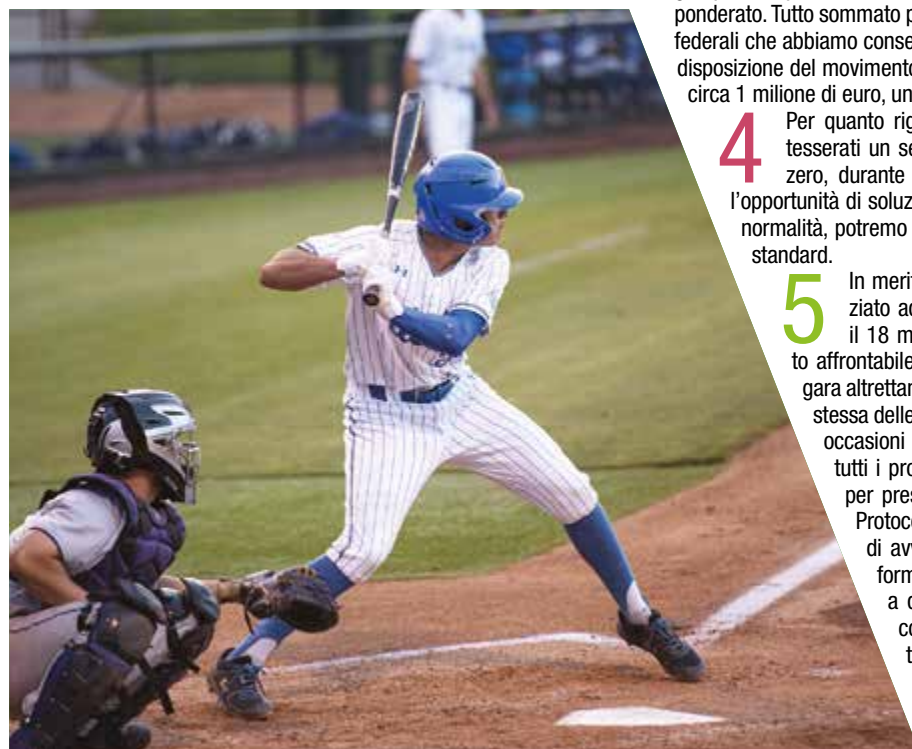 ponderato. Tutto sommato p
federali che abbiamo conse
disposizione del movimento
circa 1 milione di euro, un
4 Per quanto rig
tesserati un se
zero, durante
l'opportunità di soluz
normalità, potremo
standard.
5 In merit
ziato ac
il 18 m
to affrontabile
gara altrettan
stessa delle
occasioni
tutti i pro
per pres
Protoco
di avv
form
a c
co
t